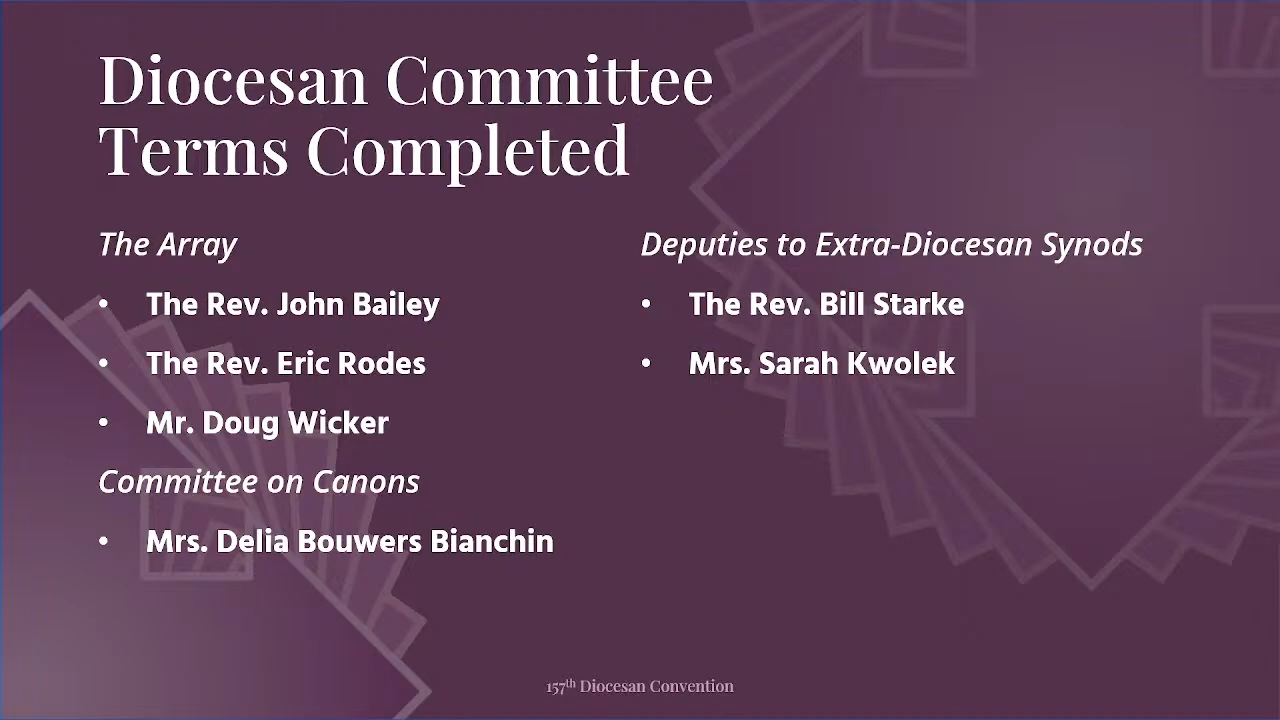 Diocesan Committee
Terms Completed
The Array
• The Rev. John Bailey
• The Rev. Eric Rodes
• Mr. Doug Wicker
Committee on Canons
• Mrs. Delia Bouwers Bianchin
Deputies to Extra-Diocesan Synods
• The Rev. Bill Starke
• Mrs. Sarah Kwolek
157th Diocesan Convention